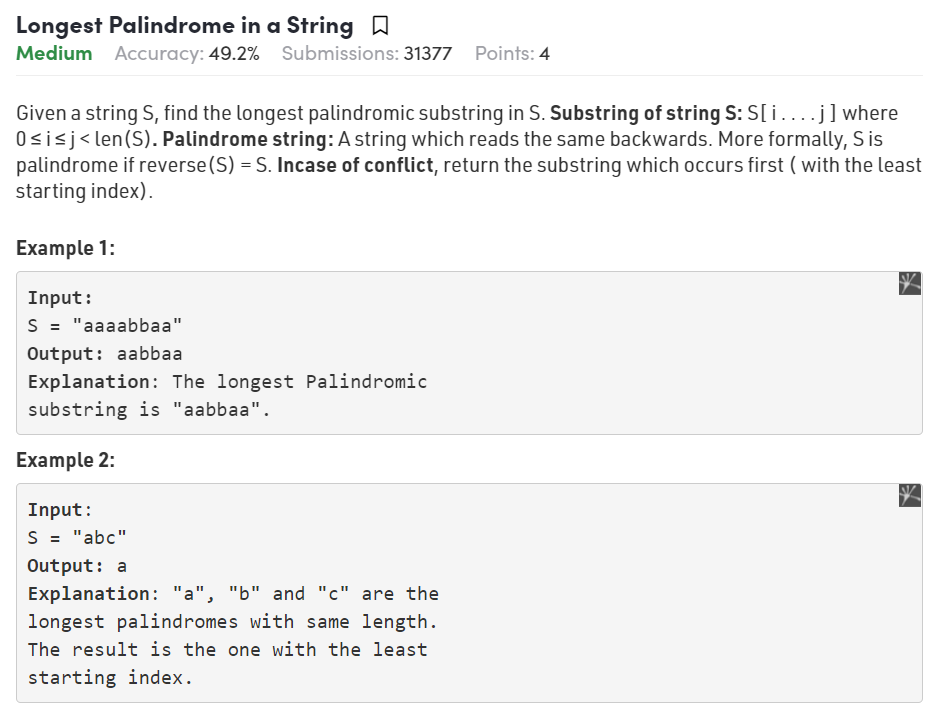 Longest Palindrome in a String
Medium Accuracy: 49.2% Submissions: 31377 Points: 4
Given a string S, find the longest palindromic substring in S. Substring of string S: S[ i . . . . j ] where
0 ≤ i ≤ j < len(S). Palindrome string: A string which reads the same backwards. More formally, S is
palindrome if reverse(S) = S. Incase of conflict, return the substring which occurs first ( with the least
starting index).
Example 1:
Input:
S = "aaaabbaa"
Output: aabbaa
Explanation: The longest Palindromic
substring is "aabbaa".
Example 2:
Input:
S = "abc"
Output: a
Explanation: "a", "b" and "c" are the
longest palindromes with same length.
The result is the one with the least
starting index.